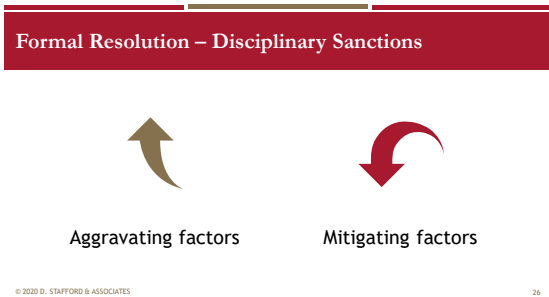 Formal Resolution – Disciplinary Sanctions
Aggravating factors
Mitigating factors
© 2020 D. STAFFORD & ASSOCIATES
26